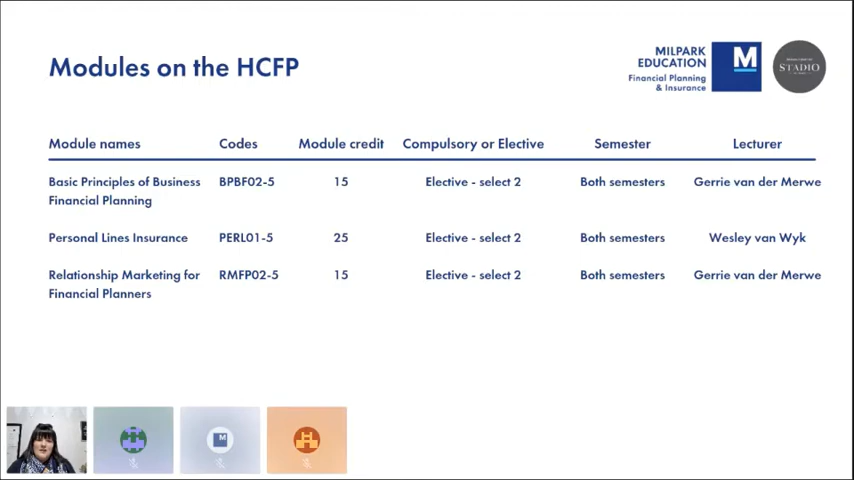 Modules on the HCFP
MILPARK
EDUCATION
Financial Planning
& Insurance
M
STADIO
Module names Codes Module credit Compulsory or Elective Semester Lecturer
Basic Principles of Business BPBF02-5 15 Elective - select 2 Both semesters Gerrie van der Merwe
Financial Planning
Personal Lines Insurance PERL01-5 25 Elective - select 2 Both semesters Wesley van Wyk
Relationship Marketing for RMFP02-5 15 Elective - select 2 Both semesters Gerrie van der Merwe
Financial Planners